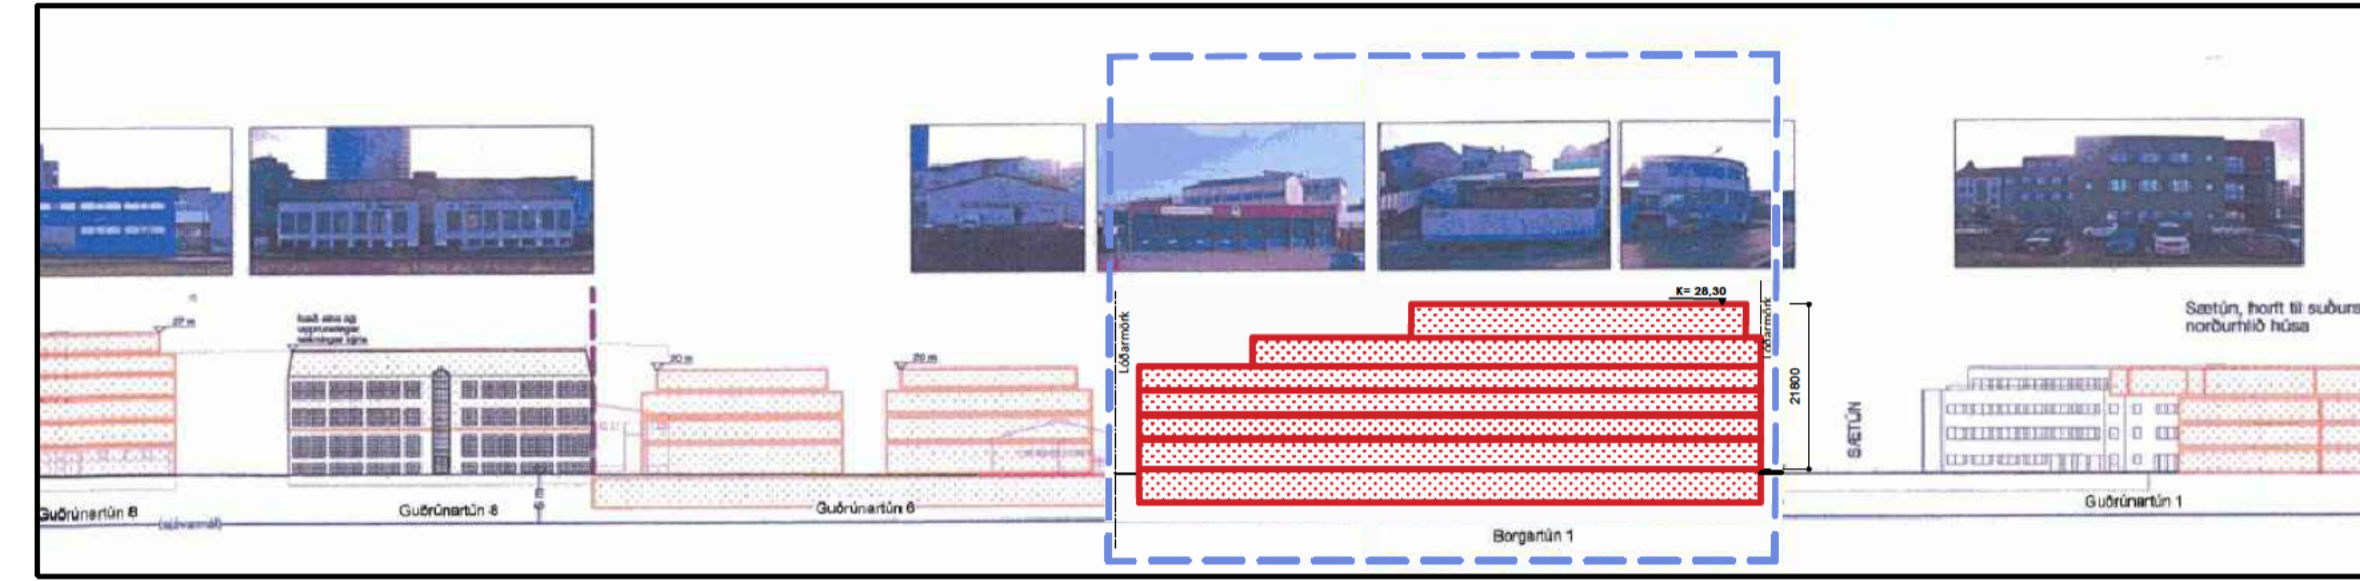 K= 28,30
Lóðarmörk
Lóðarmörk
21800
27 m
20 m
20 m
SÆTÚN
Sætún, horft til suðurs
norðurhlið húsa
Guðrúnartún 8
Guðrúnartún 8
Guðrúnartún 6
Borgartún 1
Guðrúnartún 1
(sjávarmál)